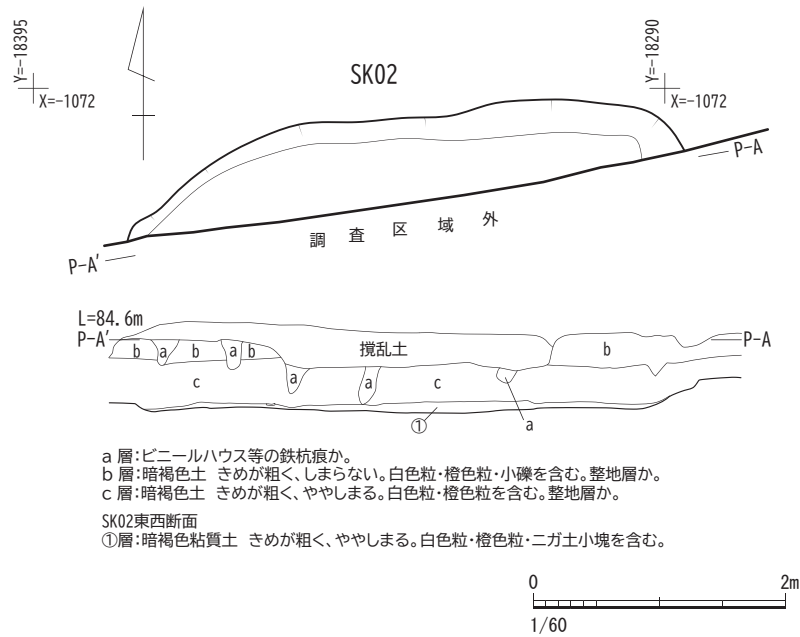 Y=-18395
X=-1072
SK02
Y=-18290
X=-1072
P-A
調査区域外
P-A'
L=84.6m
P-A'
P-A
撹乱土
b
b
a
b
a
b
c
a
a
c
a
①
a 層:ビニールハウス等の鉄杭痕か。
b 層:暗褐色土 きめが粗く、しまらない。白色粒・橙色粒・小礫を含む。整地層か。
c 層:暗褐色土 きめが粗く、ややしまる。白色粒・橙色粒を含む。整地層か。
SK02東西断面
①層:暗褐色粘質土 きめが粗く、ややしまる。白色粒・橙色粒・ニガ土小塊を含む。
0 2m
1/60